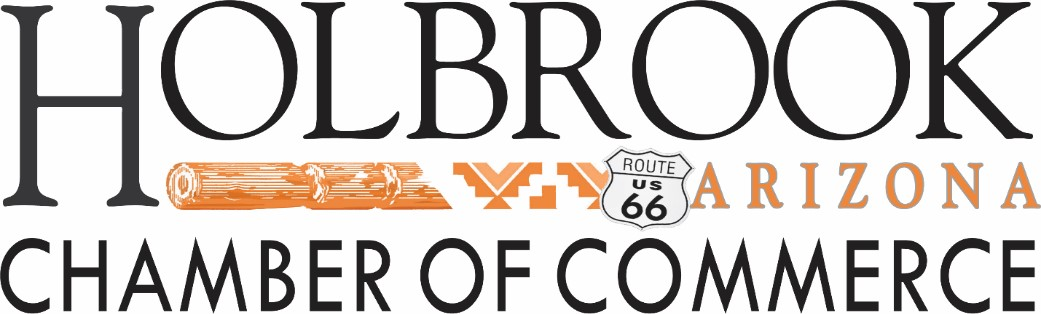 HOLBROOK
ROUTE
US
66
ARIZONA
CHAMBER OF COMMERCE